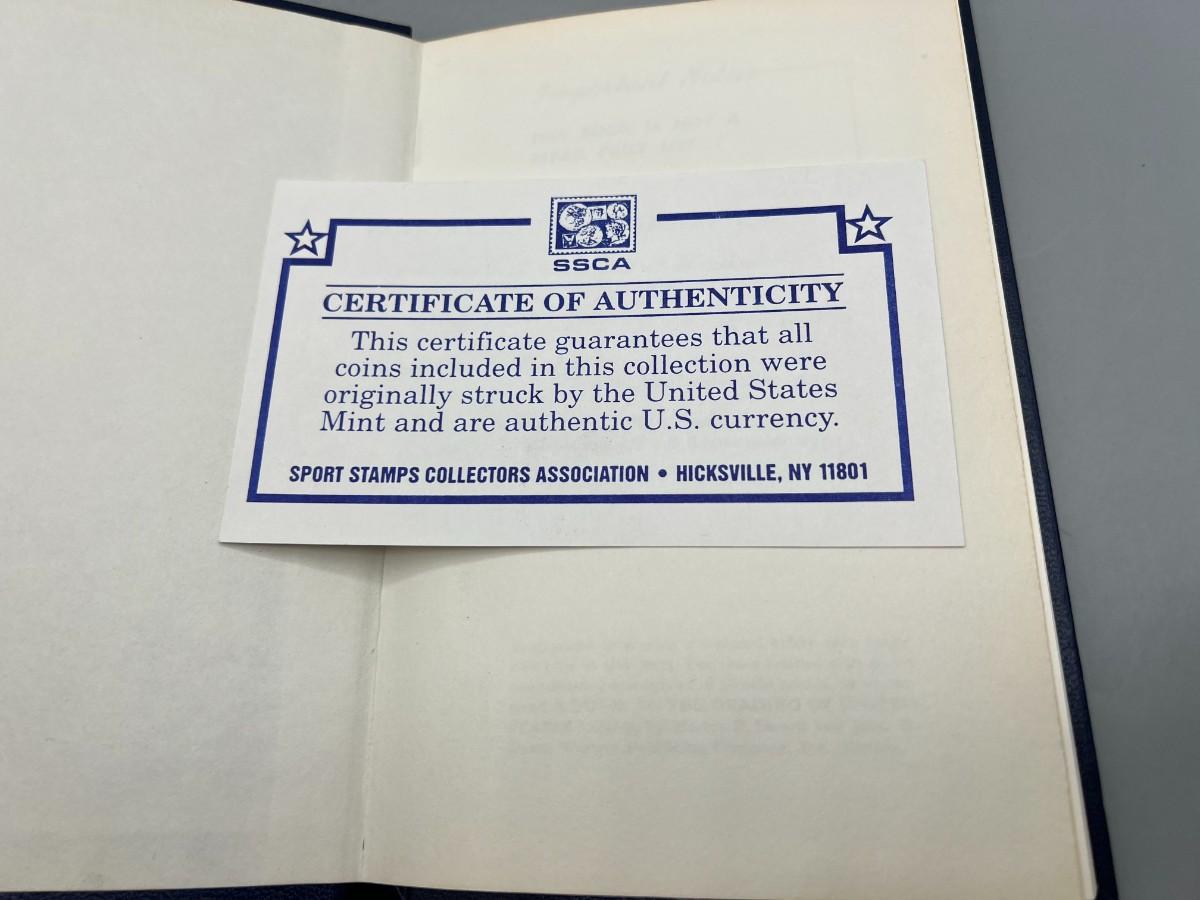 SSCA
CERTIFICATE OF AUTHENTICITY
This certificate guarantees that all
coins included in this collection were
originally struck by the United States
Mint and are authentic U.S. currency.
SPORT STAMPS COLLECTORS ASSOCIATION • HICKSVILLE, NY 11801